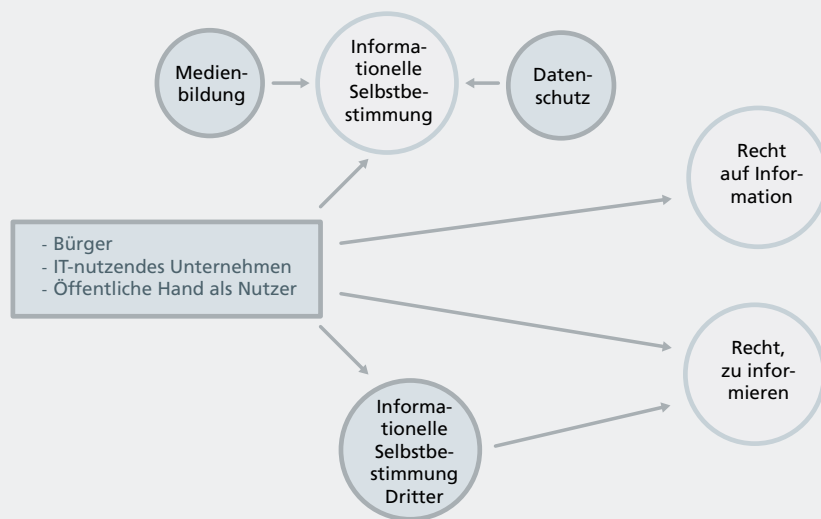 Medien-
bildung
Informa-
tionelle
Selbstbe-
stimmung
Daten-
schutz
Recht
auf Infor-
mation
- Bürger
- IT-nutzendes Unternehmen
- Öffentliche Hand als Nutzer
Recht,
zu infor-
mieren
Informa-
tionelle
Selbstbe-
stimmung
Dritter